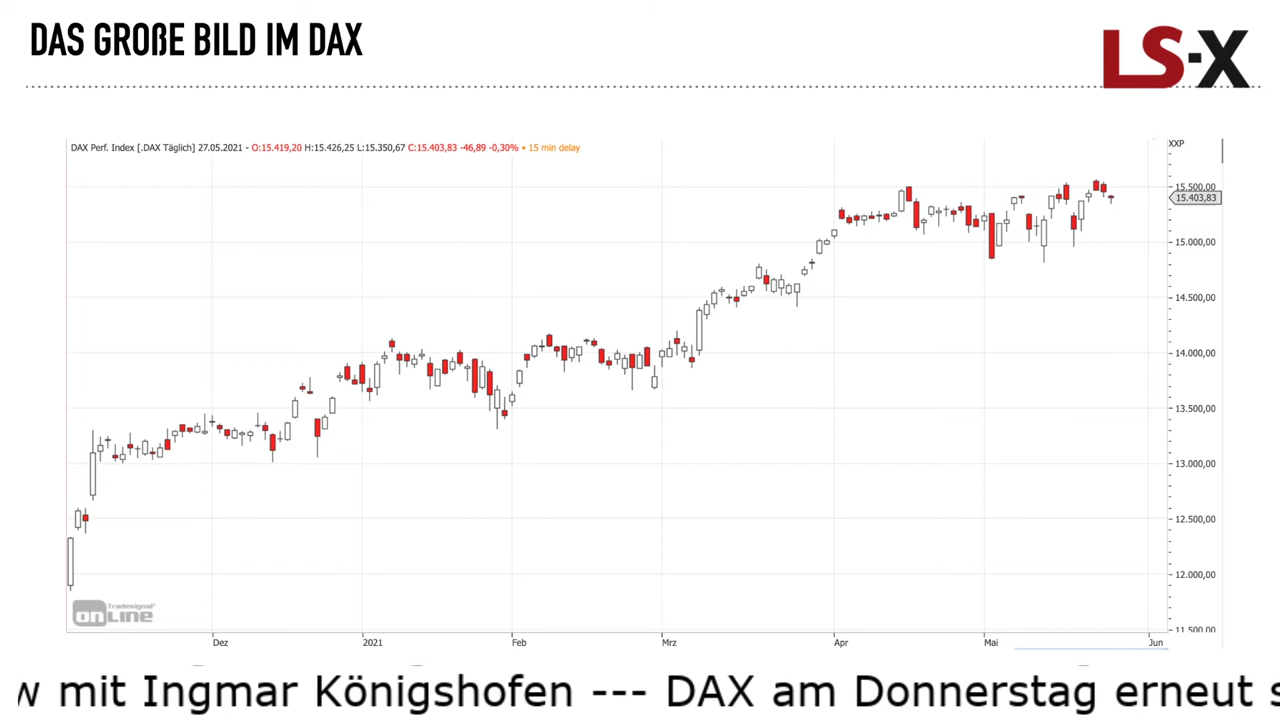 DAS GROßE BILD IM DAX
LS-X
DAX Perf. Index [.DAX Täglich] 27.05.2021 - O:15.419,20 H:15.426,25 L:15.350,67 C:15.403,83 -46,89 -0,30% • 15 min delay
XXP
15.500,00
15.403,83
15.000,00
14.500,00
14.000,00
13.500,00
13.000,00
12.500,00
12.000,00
11.500,00
Tradesignal®
onLine
Dez 2021 Feb Mrz Apr Mai Jun
w mit Ingmar Königshofen --- DAX am Donnerstag erneut s